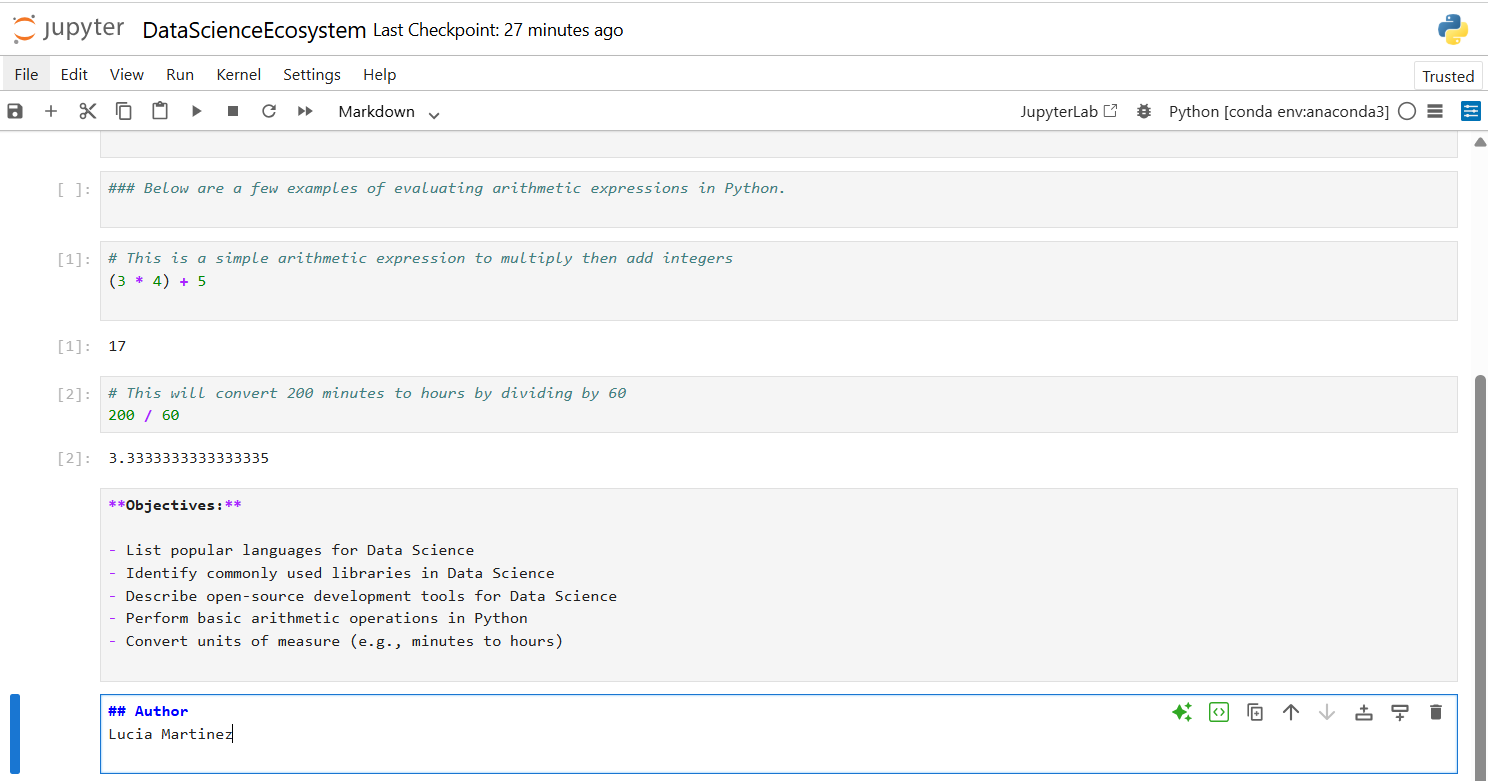 jupyter DataScienceEcosystem Last Checkpoint: 27 minutes ago
File Edit View Run Kernel Settings Help Trusted
Markdown JupyterLab Python [conda env:anaconda3]
[ ]: ### Below are a few examples of evaluating arithmetic expressions in Python.
[1]: # This is a simple arithmetic expression to multiply then add integers
(3 * 4) + 5
[1]: 17
[2]: # This will convert 200 minutes to hours by dividing by 60
200 / 60
[2]: 3.3333333333333335
**Objectives:**
- List popular languages for Data Science
- Identify commonly used libraries in Data Science
- Describe open-source development tools for Data Science
- Perform basic arithmetic operations in Python
- Convert units of measure (e.g., minutes to hours)
## Author
Lucia Martinez